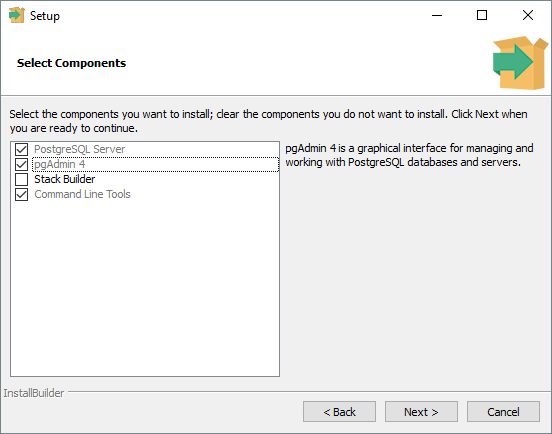 Setup
Select Components
Select the components you want to install; clear the components you do not want to install. Click Next when
you are ready to continue.
PostgreSQL Server
pgAdmin 4
Stack Builder
Command Line Tools
pgAdmin 4 is a graphical interface for managing and
working with PostgreSQL databases and servers.
InstallBuilder
< Back
Next >
Cancel